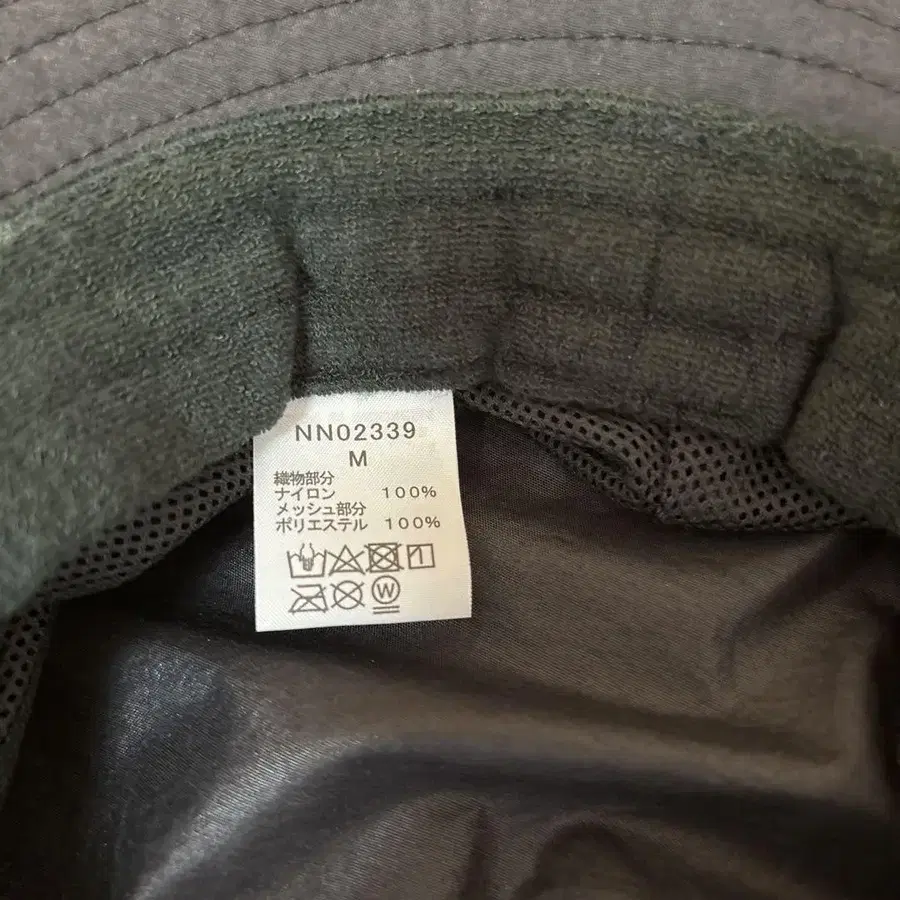 NN02339
M
織物部分
ナイロン 100%
メッシュ部分
ポリエステル 100%
W